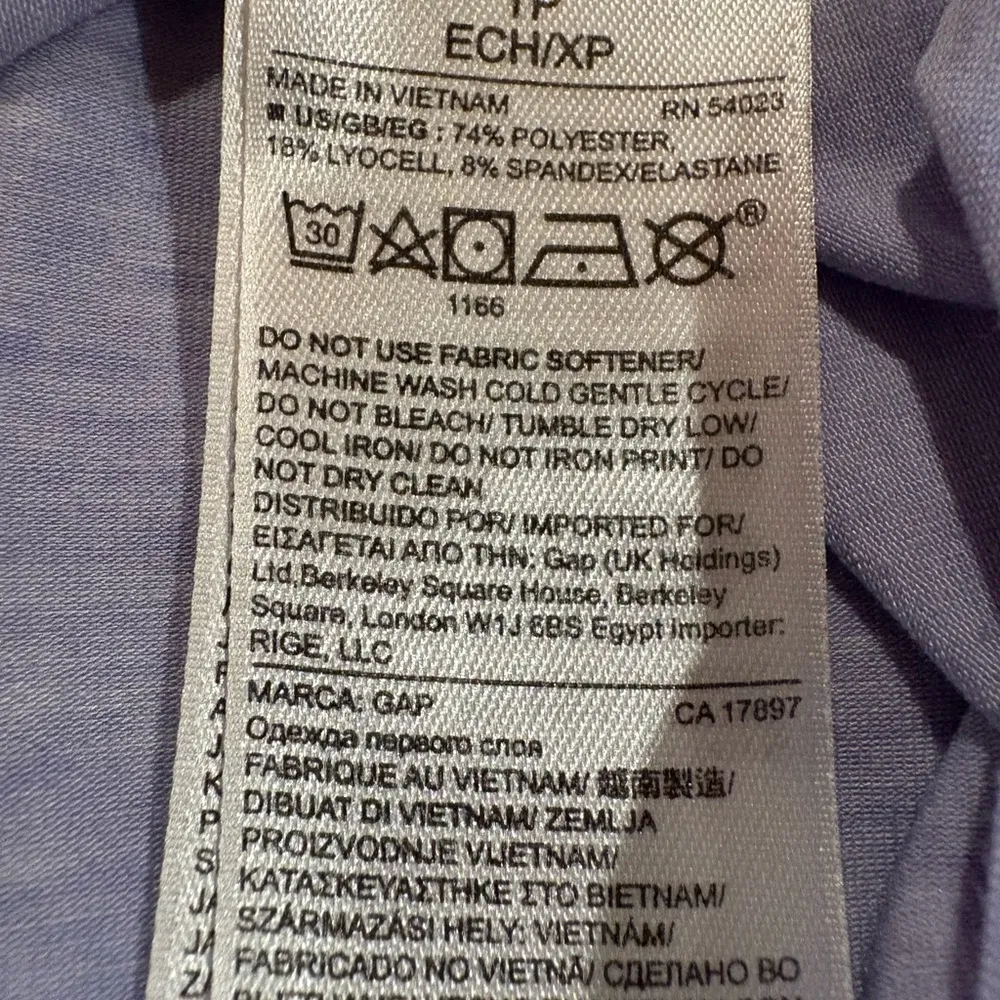 ECH/XP
MADE IN VIETNAM RN 54023
US/GB/EG : 74% POLYESTER,
18% LYOCELL, 8% SPANDEX/ELASTANE
30
®
1166
DO NOT USE FABRIC SOFTENER/
MACHINE WASH COLD GENTLE CYCLE/
DO NOT BLEACH/ TUMBLE DRY LOW/
COOL IRON/ DO NOT IRON PRINT/ DO
NOT DRY CLEAN
DISTRIBUIDO POR/ IMPORTED FOR/
ΕΙΣΑΓΕΤΑΙ ΑΠΟ ΤΗΝ: Gap (UK Holdings)
Ltd,Berkeley Square House, Berkeley
Square, London W1J 6BS Egypt Importer:
RIGE, LLC
MARCA: GAP CA 17897
Одежда первого слоя
FABRIQUE AU VIETNAM/ 越南製造/
DIBUAT DI VIETNAM/ ZEMLJA
PROIZVODNJE VIJETNAM/
ΚΑΤΑΣΚΕΥΑΣΤΗΚΕ ΣΤΟ ΒΙΕΤΝΑΜ/
SZÁRMAZÁSI HELY: VIETNÁM/
FABRICADO NO VIETNÃ/ СДЕЛАНО ВО